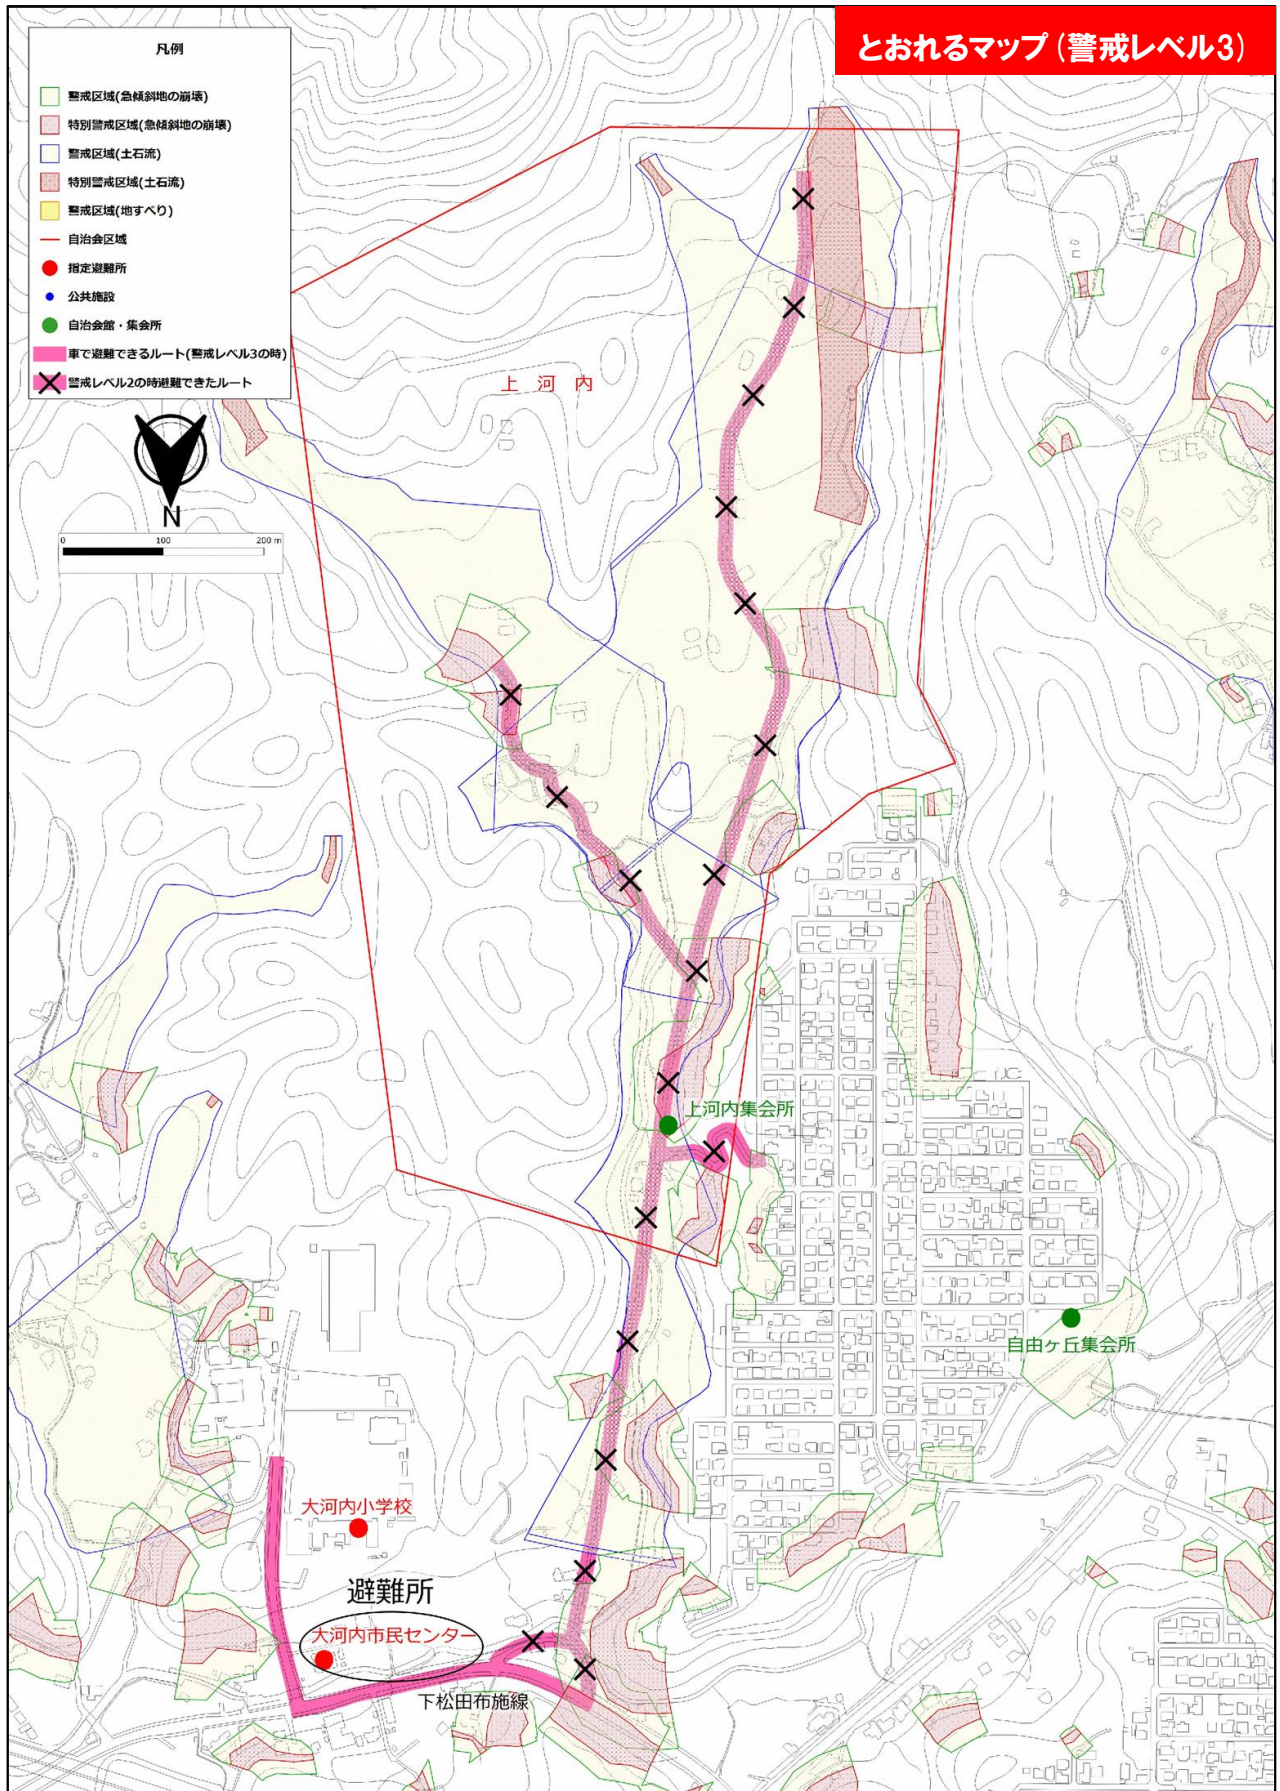 とおれるマップ(警戒レベル3)
凡例
警戒区域(急傾斜地の崩壊)
特別警戒区域(急傾斜地の崩壊)
警戒区域(土石流)
特別警戒区域(土石流)
警戒区域(地すべり)
自治会区域
指定避難所
公共施設
自治会館・集会所
車で避難できるルート(警戒レベル3の時)
警戒レベル2の時避難できたルート
上河内
N
0 100 200 m
上河内集会所
自由ヶ丘集会所
大河内小学校
避難所
大河内市民センター
下松田布施線